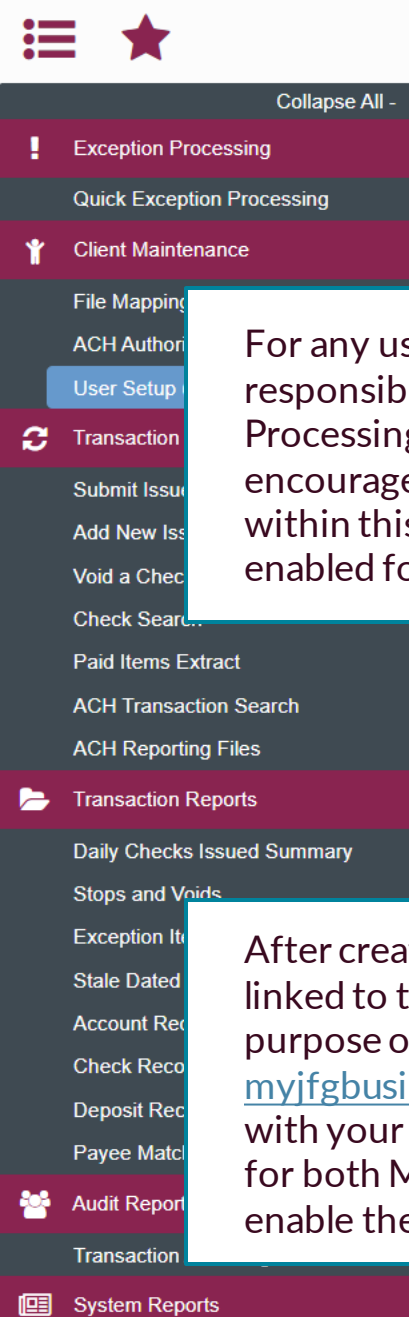 Collapse All -
Exception Processing
Quick Exception Processing
Client Maintenance
File Mapping
ACH Authori
User Setup
Transaction
Submit Issu
Add New Iss
Void a Chec
Check Search
Paid Items Extract
ACH Transaction Search
ACH Reporting Files
Transaction Reports
Daily Checks Issued Summary
Stops and Voids
Exception Ite
Stale Dated
Account Rec
Check Reco
Deposit Rec
Payee Matc
Audit Report
Transaction
System Reports
For any us
responsib
Processing
encourage
within this
enabled fo
After crea
linked to t
purpose o
myjfgbusi
with your
for both M
enable the